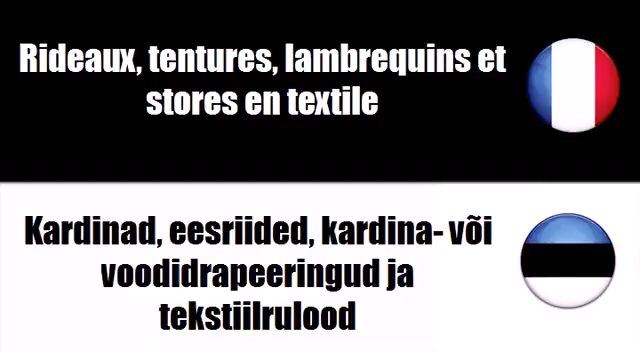 Rideaux, tentures, lambrequins et
stores en textile
Kardinad, eesriided, kardina- või
voodidrapeeringud ja
tekstiilrulood